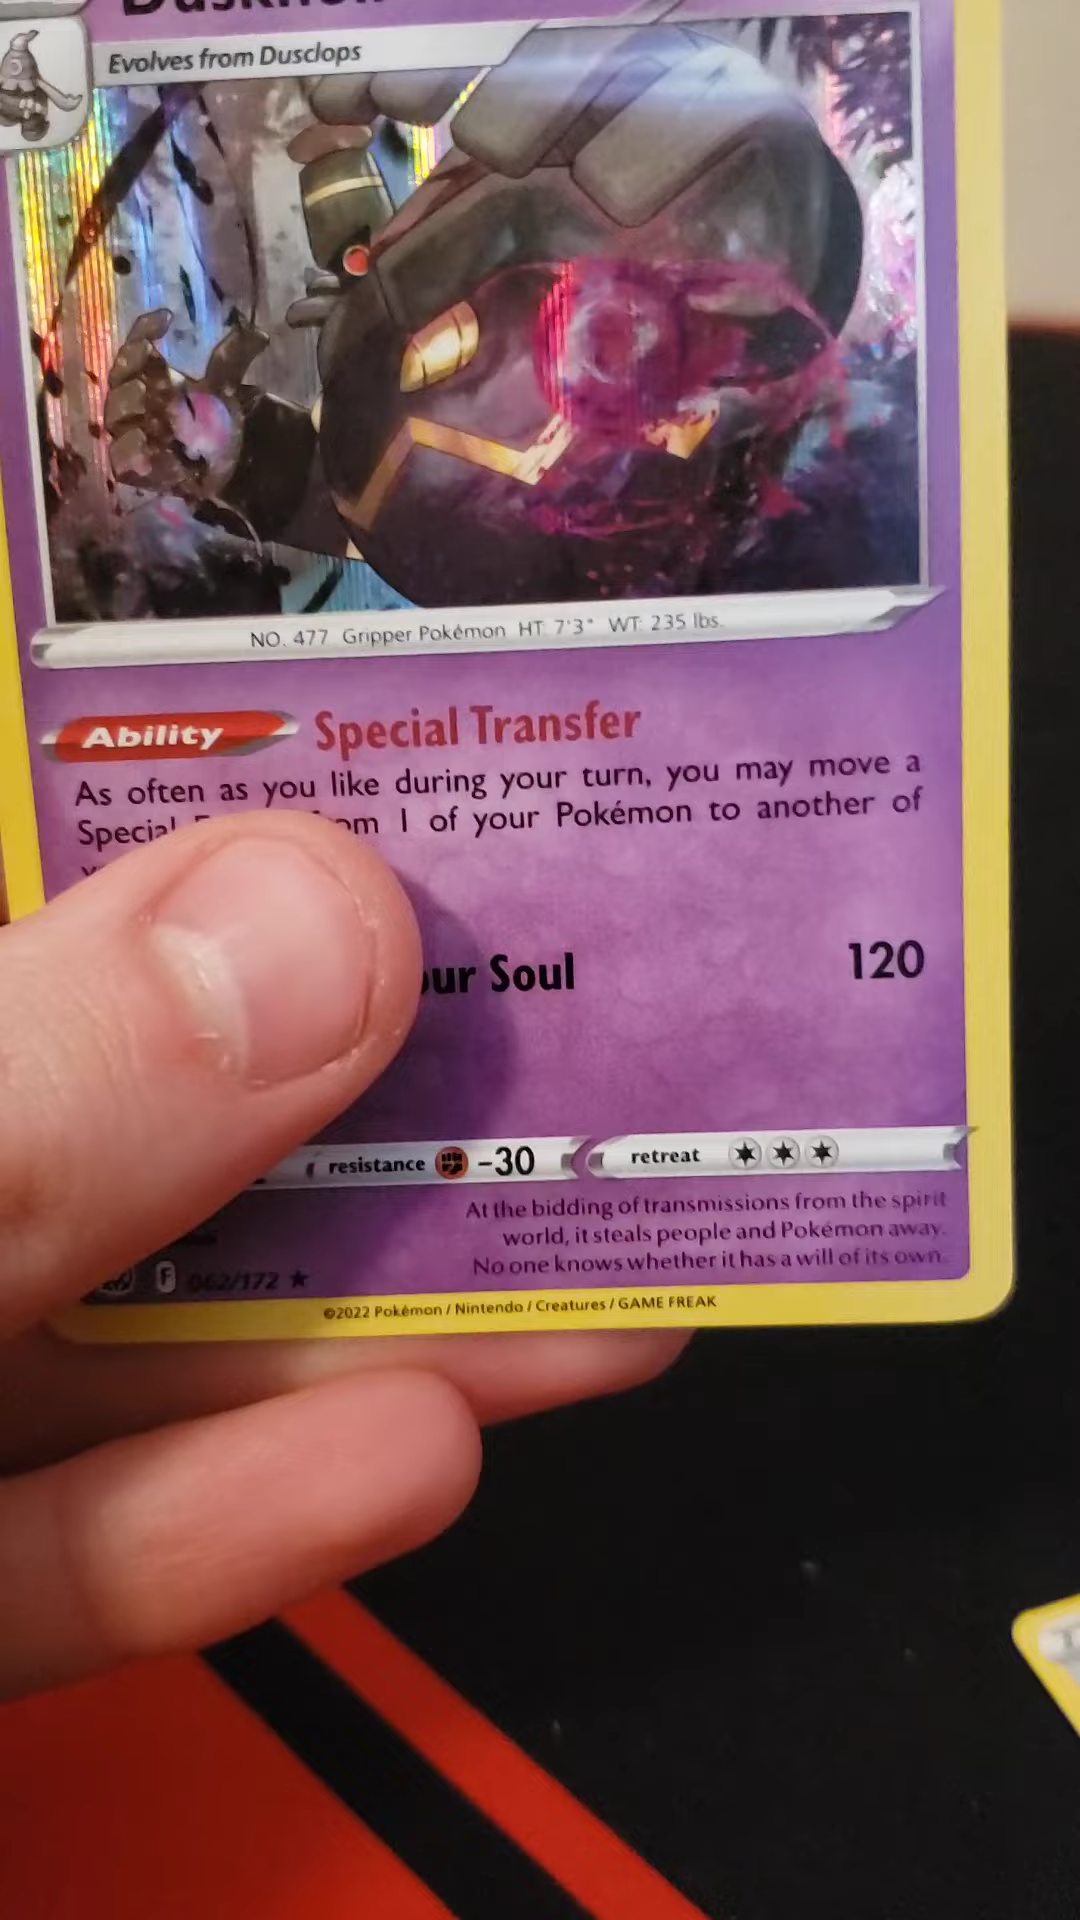 Evolves from Dusclops
NO. 477 Gripper Pokémon HT: 7'3" WT: 235 lbs.
Ability Special Transfer
As often as you like during your turn, you may move a
Special from 1 of your Pokémon to another of
our Soul 120
resistance -30 retreat
At the bidding of transmissions from the spirit
world, it steals people and Pokémon away.
No one knows whether it has a will of its own.
F 062/172
©2022 Pokémon / Nintendo / Creatures / GAME FREAK